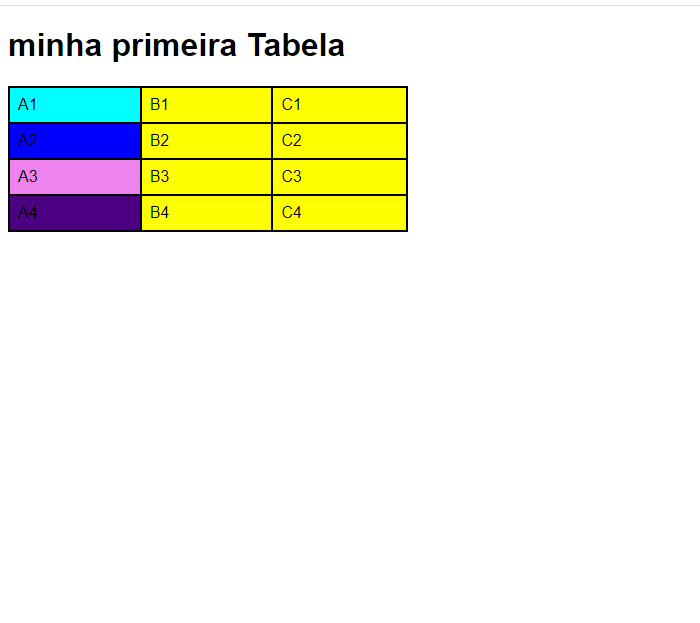 minha primeira Tabela
A1 B1 C1
A2 B2 C2
A3 B3 C3
A4 B4 C4